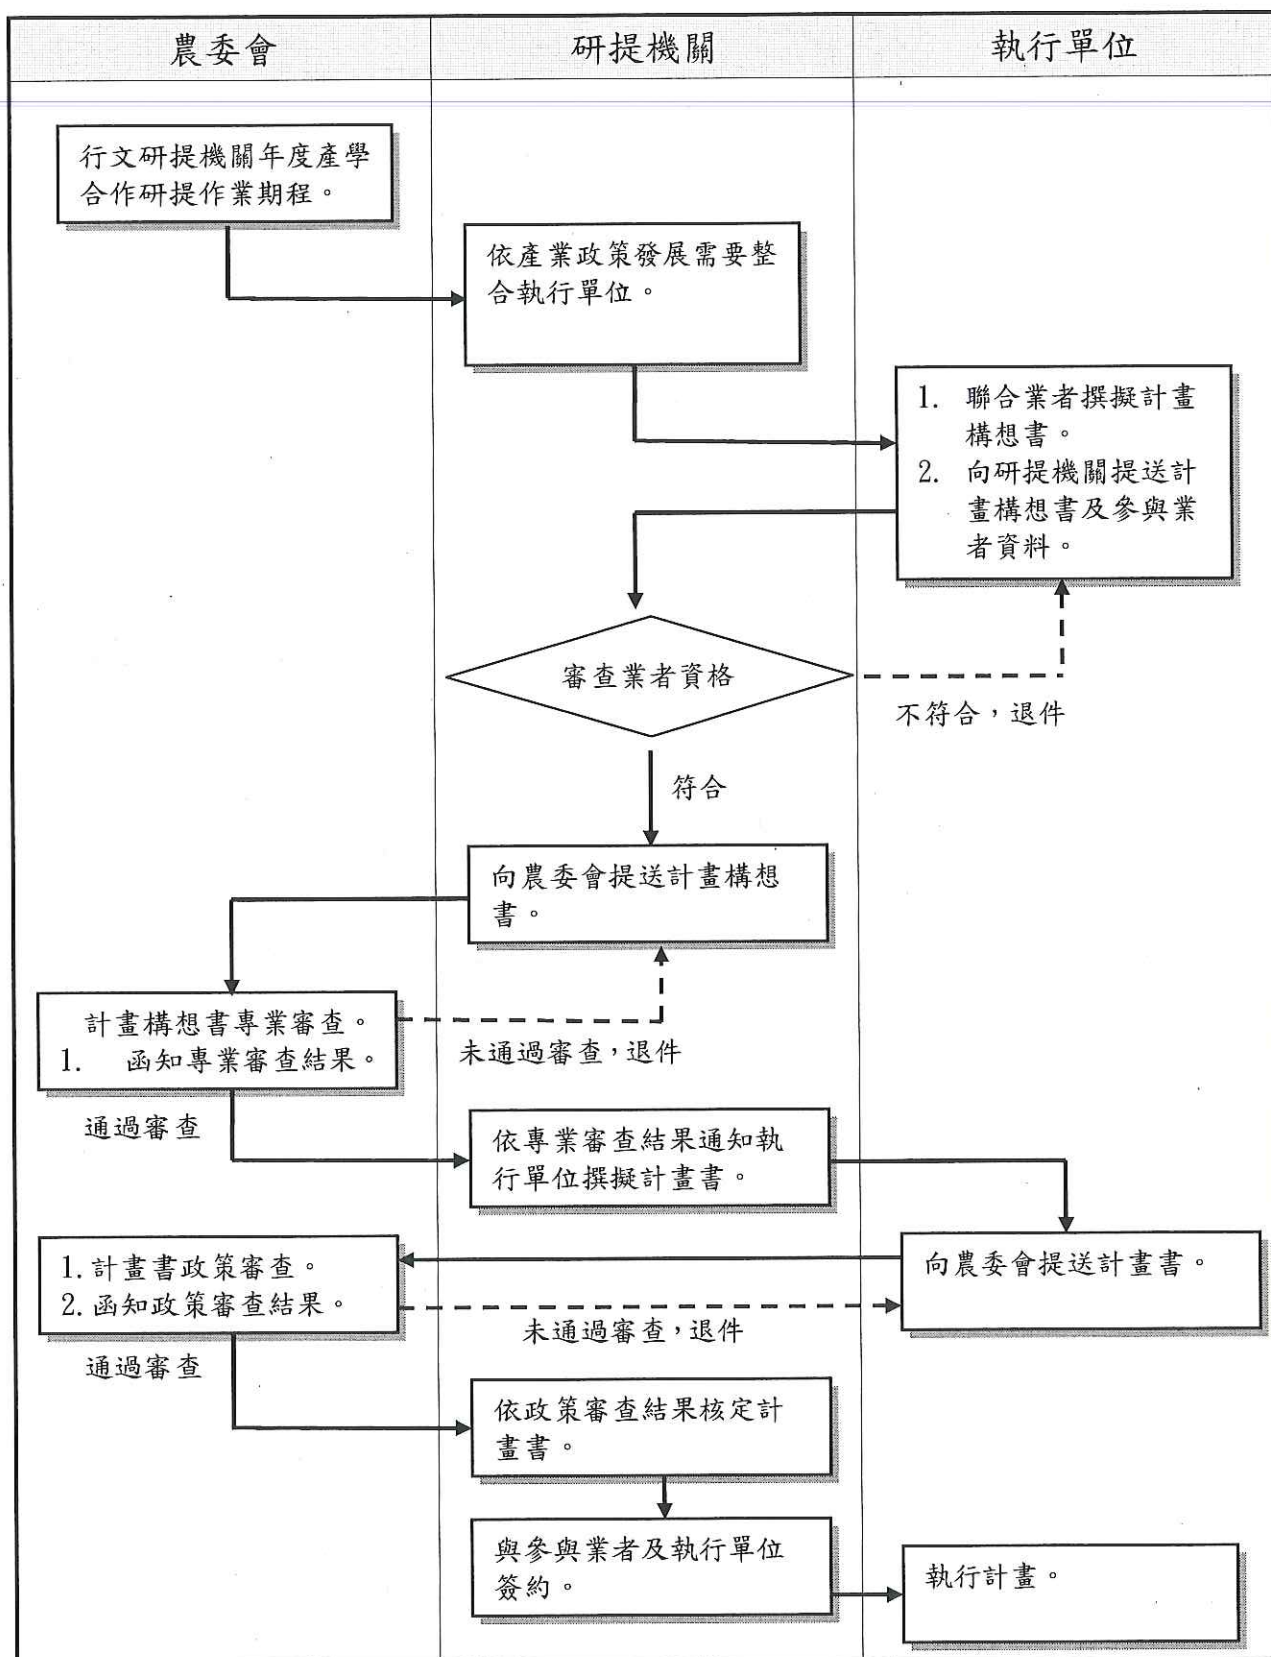 農委會
研提機關
執行單位
行文研提機關年度產學
合作研提作業期程。
依產業政策發展需要整
合執行單位。
1. 聯合業者撰擬計畫
構想書。
2. 向研提機關提送計
畫構想書及參與業
者資料。
審查業者資格
不符合，退件
符合
向農委會提送計畫構想
書。
計畫構想書專業審查。
1. 函知專業審查結果。
未通過審查，退件
通過審查
依專業審查結果通知執
行單位撰擬計畫書。
向農委會提送計畫書。
1.計畫書政策審查。
2.函知政策審查結果。
未通過審查，退件
通過審查
依政策審查結果核定計
畫書。
與參與業者及執行單位
簽約。
執行計畫。